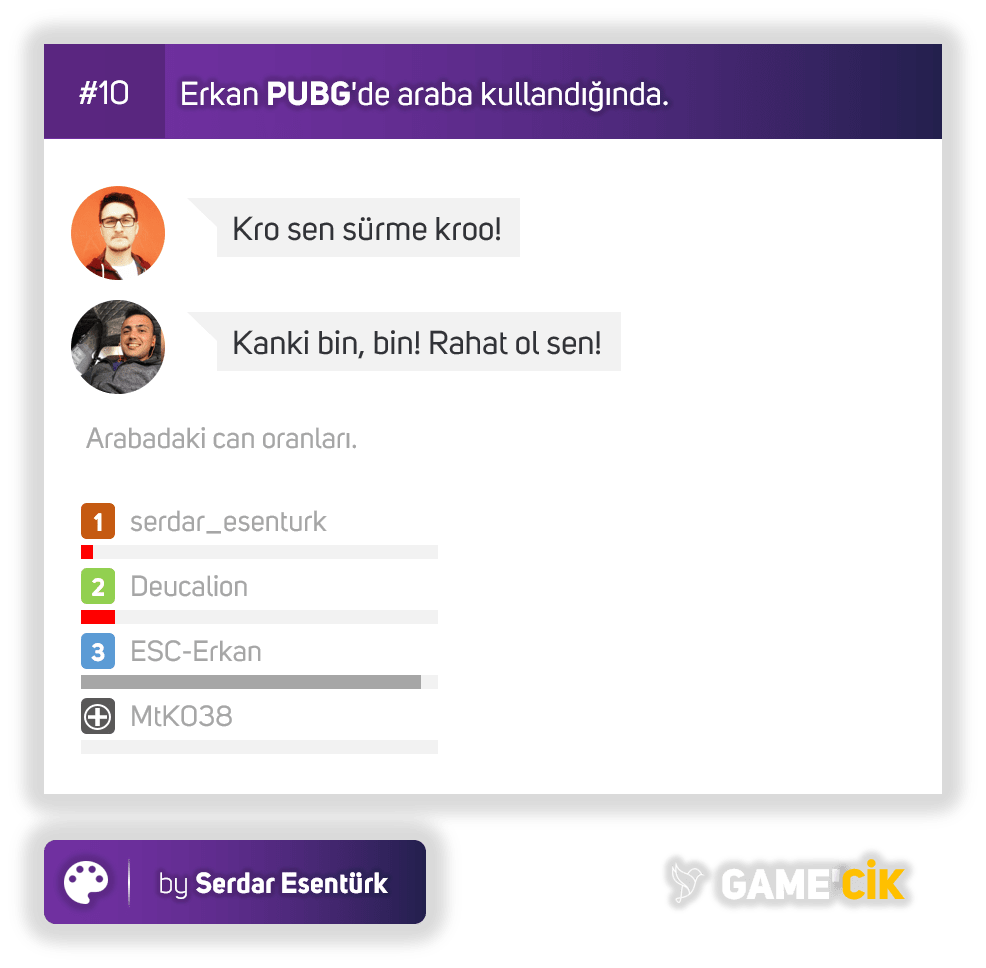 #10
Erkan PUBG'de araba kullandığında.
Kro sen sürme kroo!
Kanki bin, bin! Rahat ol sen!
Arabadaki can oranları.
1 serdar_esenturk
2 Deucalion
3 ESC-Erkan
MtK038
by Serdar Esentürk
GAME'CİK